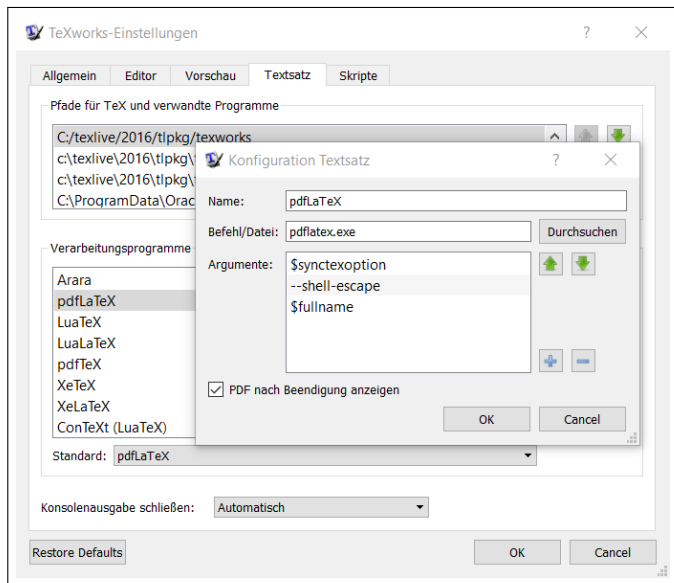 TeXworks-Einstellungen
?
Allgemein Editor Vorschau Textsatz Skripte
Pfade für TeX und verwandte Programme
C:/texlive/2016/tlpkg/texworks
c:\texlive\2016\tlpkg\
c:\texlive\2016\tlpkg\
C:\ProgramData\Orac
Konfiguration Textsatz
?
Name: pdfLaTeX
Befehl/Datei: pdflatex.exe Durchsuchen
Argumente: $synctexoption
--shell-escape
$fullname
PDF nach Beendigung anzeigen
OK Cancel
Verarbeitungsprogramme
Arara
pdfLaTeX
LuaTeX
LuaLaTeX
pdfTeX
XeTeX
XeLaTeX
ConTeXt (LuaTeX)
Standard: pdfLaTeX
Konsolenausgabe schließen: Automatisch
Restore Defaults OK Cancel